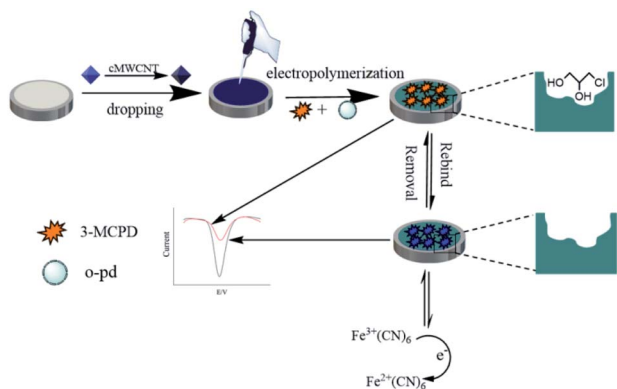 cMWCNT
dropping
electropolymerization
+
HO
OH
Cl
Removal
Rebind
3-MCPD
o-pd
Current
E/V
Fe³⁺(CN)₆
e⁻
Fe²⁺(CN)₆